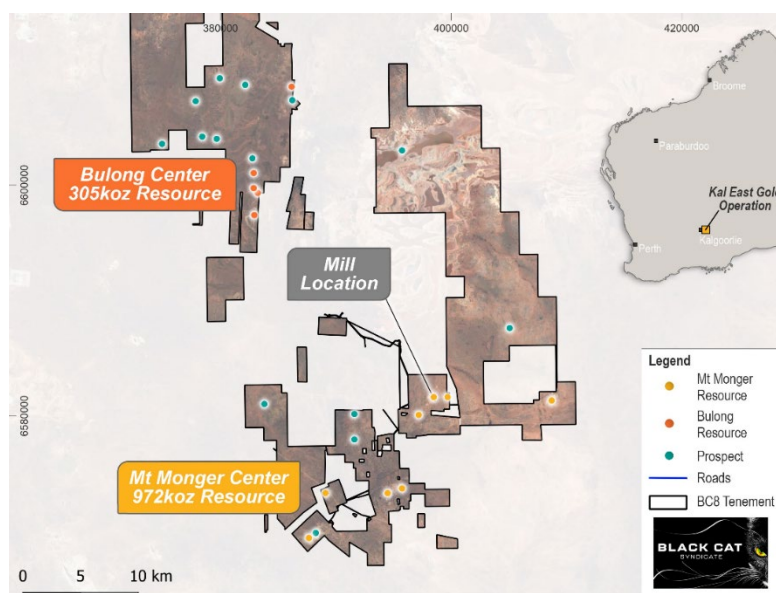 380000
400000
420000
6600000
6580000
Broome
Paraburdoo
Kal East Gold
Operation
Perth
Kalgoorlie
Bulong Center
305koz Resource
Mill
Location
Mt Monger Center
972koz Resource
Legend
Mt Monger
Resource
Bulong
Resource
Prospect
Roads
BC8 Tenement
BLACK CAT
SYNDICATE
0 5 10 km